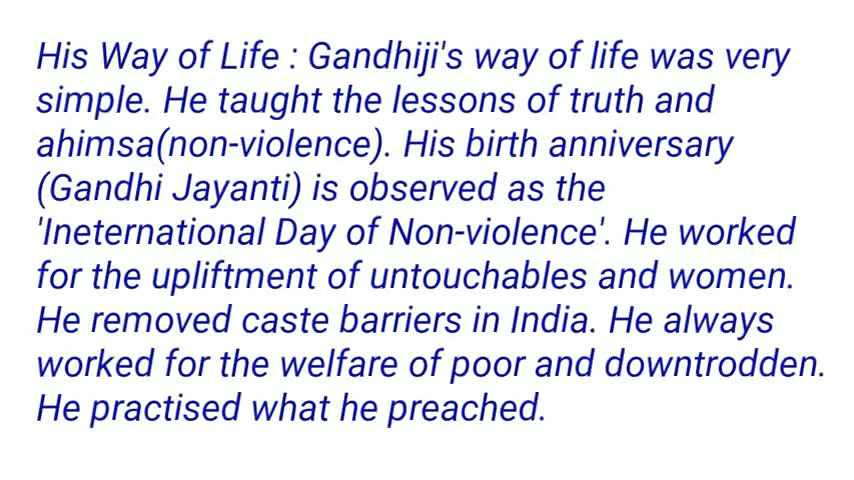 His Way of Life : Gandhiji's way of life was very
simple. He taught the lessons of truth and
ahimsa(non-violence). His birth anniversary
(Gandhi Jayanti) is observed as the
'Ineternational Day of Non-violence'. He worked
for the upliftment of untouchables and women.
He removed caste barriers in India. He always
worked for the welfare of poor and downtrodden.
He practised what he preached.